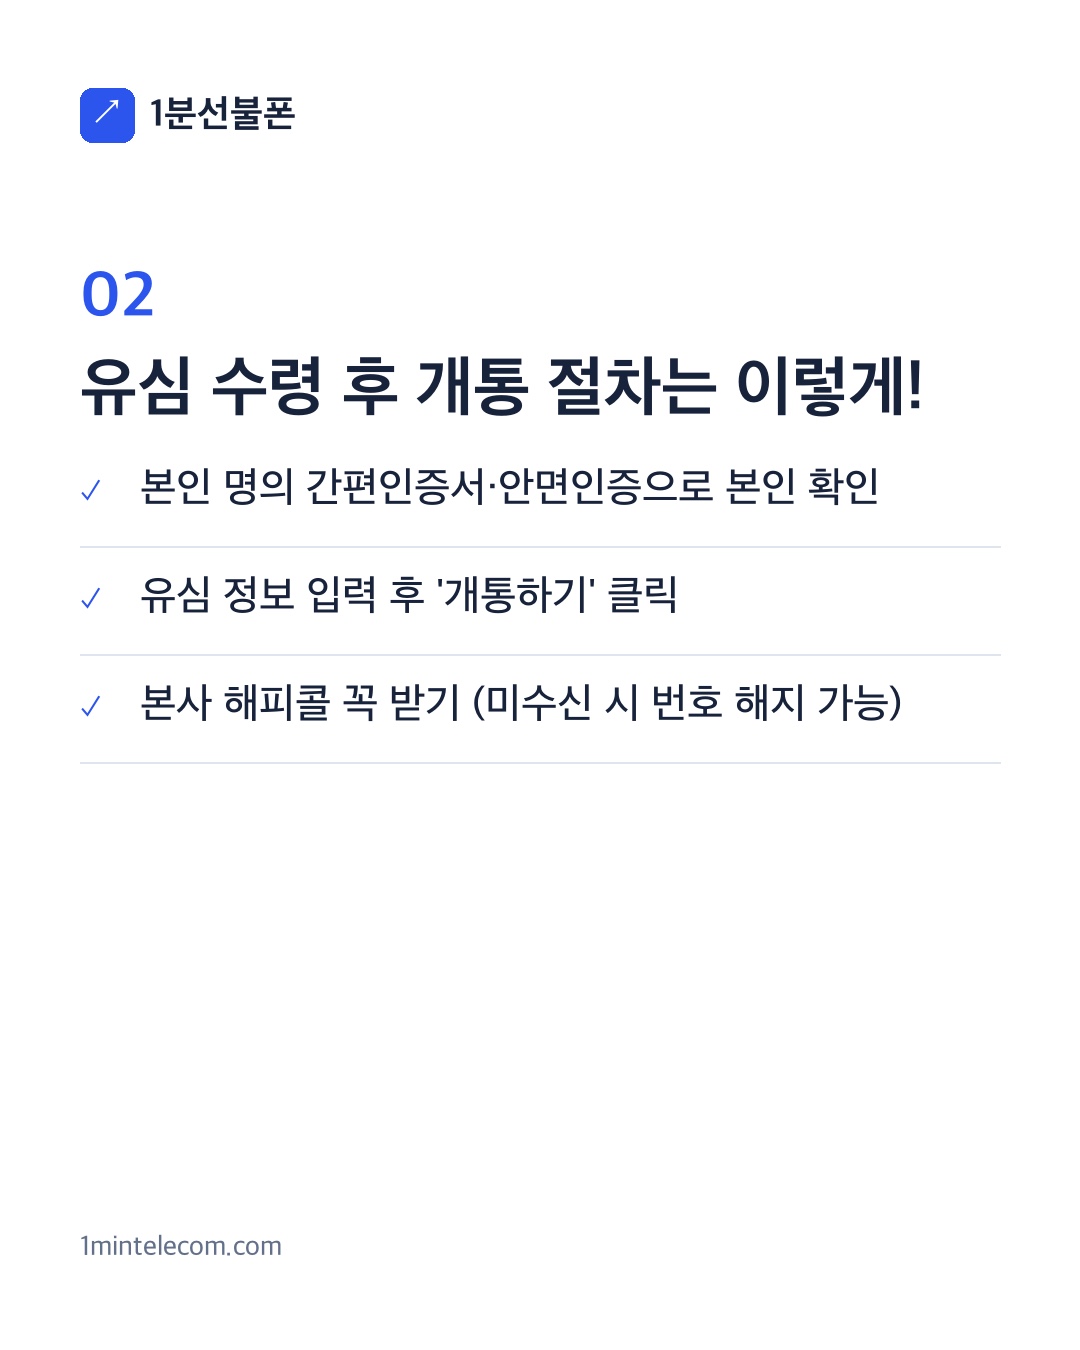 1분선불폰
02
유심 수령 후 개통 절차는 이렇게!
✓ 본인 명의 간편인증서·안면인증으로 본인 확인
✓ 유심 정보 입력 후 '개통하기' 클릭
✓ 본사 해피콜 꼭 받기 (미수신 시 번호 해지 가능)
1mintelecom.com